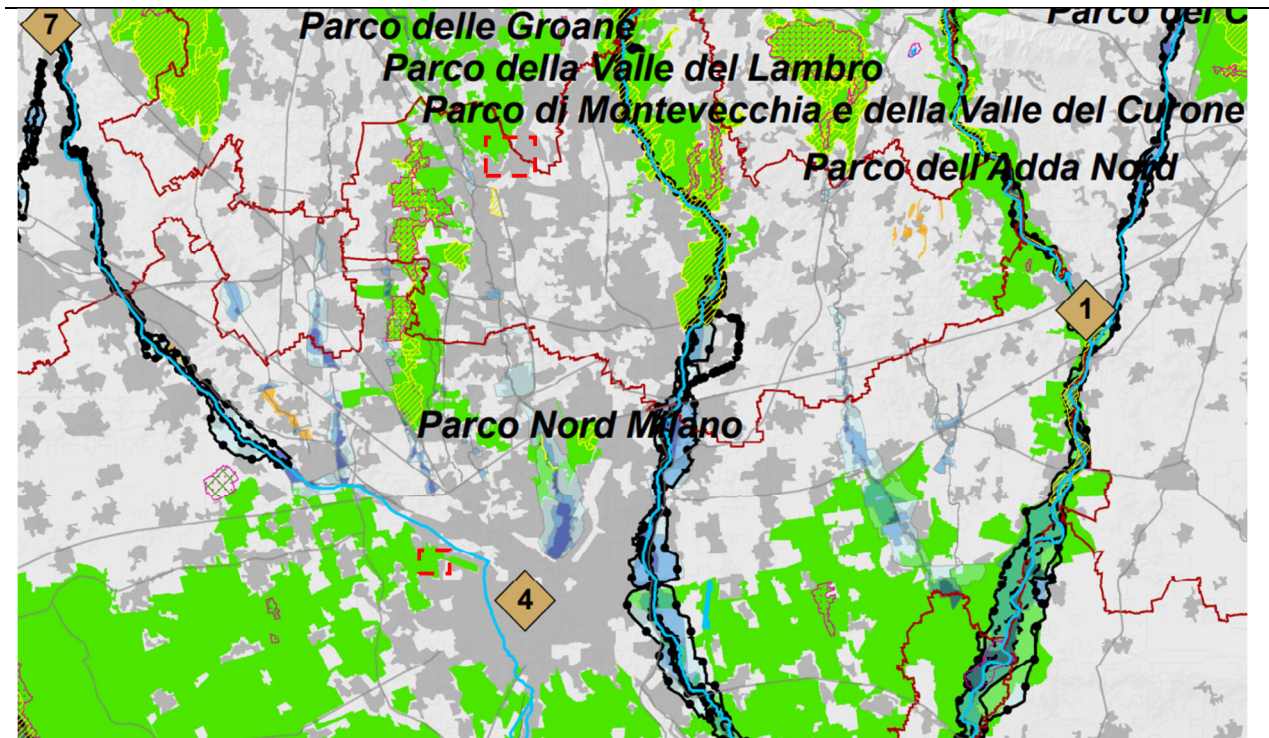 7
Parco delle Groane
Parco della Valle del Lambro
Parco di Montevecchia e della Valle del Curone
Parco dell'Adda Nord
1
Parco Nord Milano
4